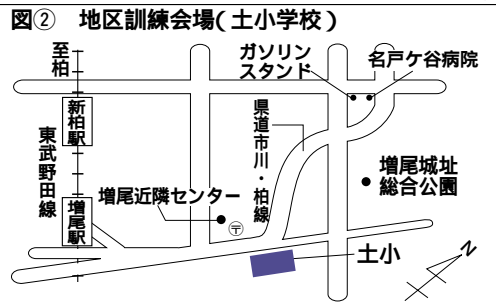 図② 地区訓練会場(土小学校)
至柏
新柏駅
東武野田線
増尾駅
ガソリン
スタンド
名戸ケ谷病院
県道市川・柏線
増尾近隣センター
〒
増尾城址
総合公園
土小
N